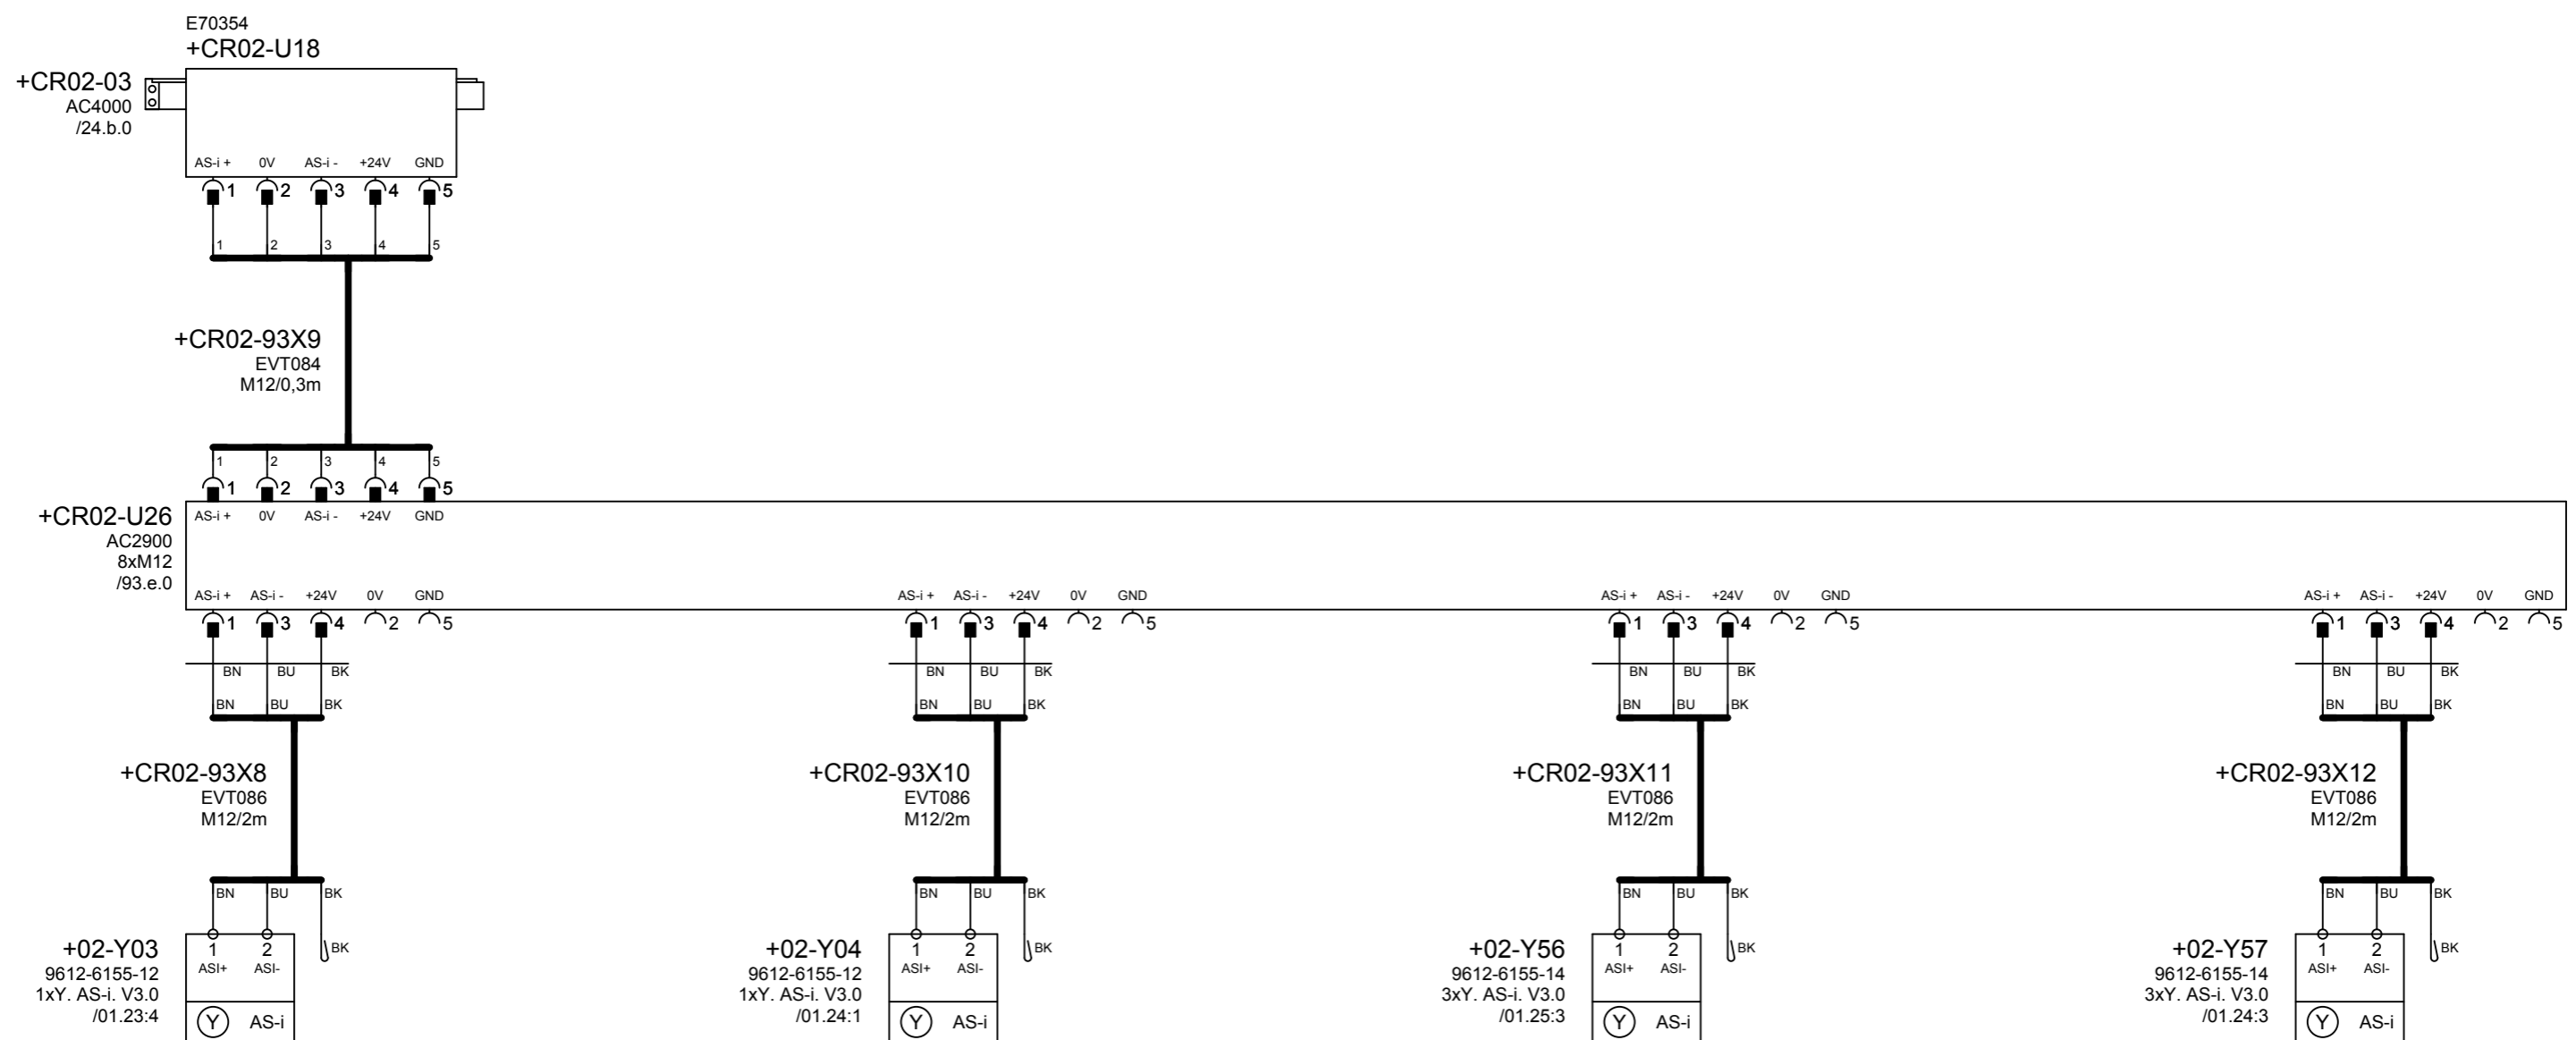 E70354
+CR02-U18
+CR02-03
AC4000
/24.b.0
AS-i + 0V AS-i - +24V GND
1 2 3 4 5
1 2 3 4 5
+CR02-93X9
EVT084
M12/0,3m
1 2 3 4 5
1 2 3 4 5
+CR02-U26
AC2900
8xM12
/93.e.0
AS-i + 0V AS-i - +24V GND
AS-i + AS-i - +24V 0V GND AS-i + AS-i - +24V 0V GND AS-i + AS-i - +24V 0V GND AS-i + AS-i - +24V 0V GND
1 3 4 2 5 1 3 4 2 5 1 3 4 2 5 1 3 4 2 5
BN BU BK BN BU BK BN BU BK BN BU BK
BN BU BK BN BU BK BN BU BK BN BU BK
+CR02-93X8
EVT086
M12/2m
+CR02-93X10
EVT086
M12/2m
+CR02-93X11
EVT086
M12/2m
+CR02-93X12
EVT086
M12/2m
BN BU BK BN BU BK BN BU BK BN BU BK
+02-Y03
9612-6155-12
1xY. AS-i. V3.0
/01.23:4
1 2 BK
ASI+ ASI-
Y AS-i
+02-Y04
9612-6155-12
1xY. AS-i. V3.0
/01.24:1
1 2 BK
ASI+ ASI-
Y AS-i
+02-Y56
9612-6155-14
3xY. AS-i. V3.0
/01.25:3
1 2 BK
ASI+ ASI-
Y AS-i
+02-Y57
9612-6155-14
3xY. AS-i. V3.0
/01.24:3
1 2 BK
ASI+ ASI-
Y AS-i